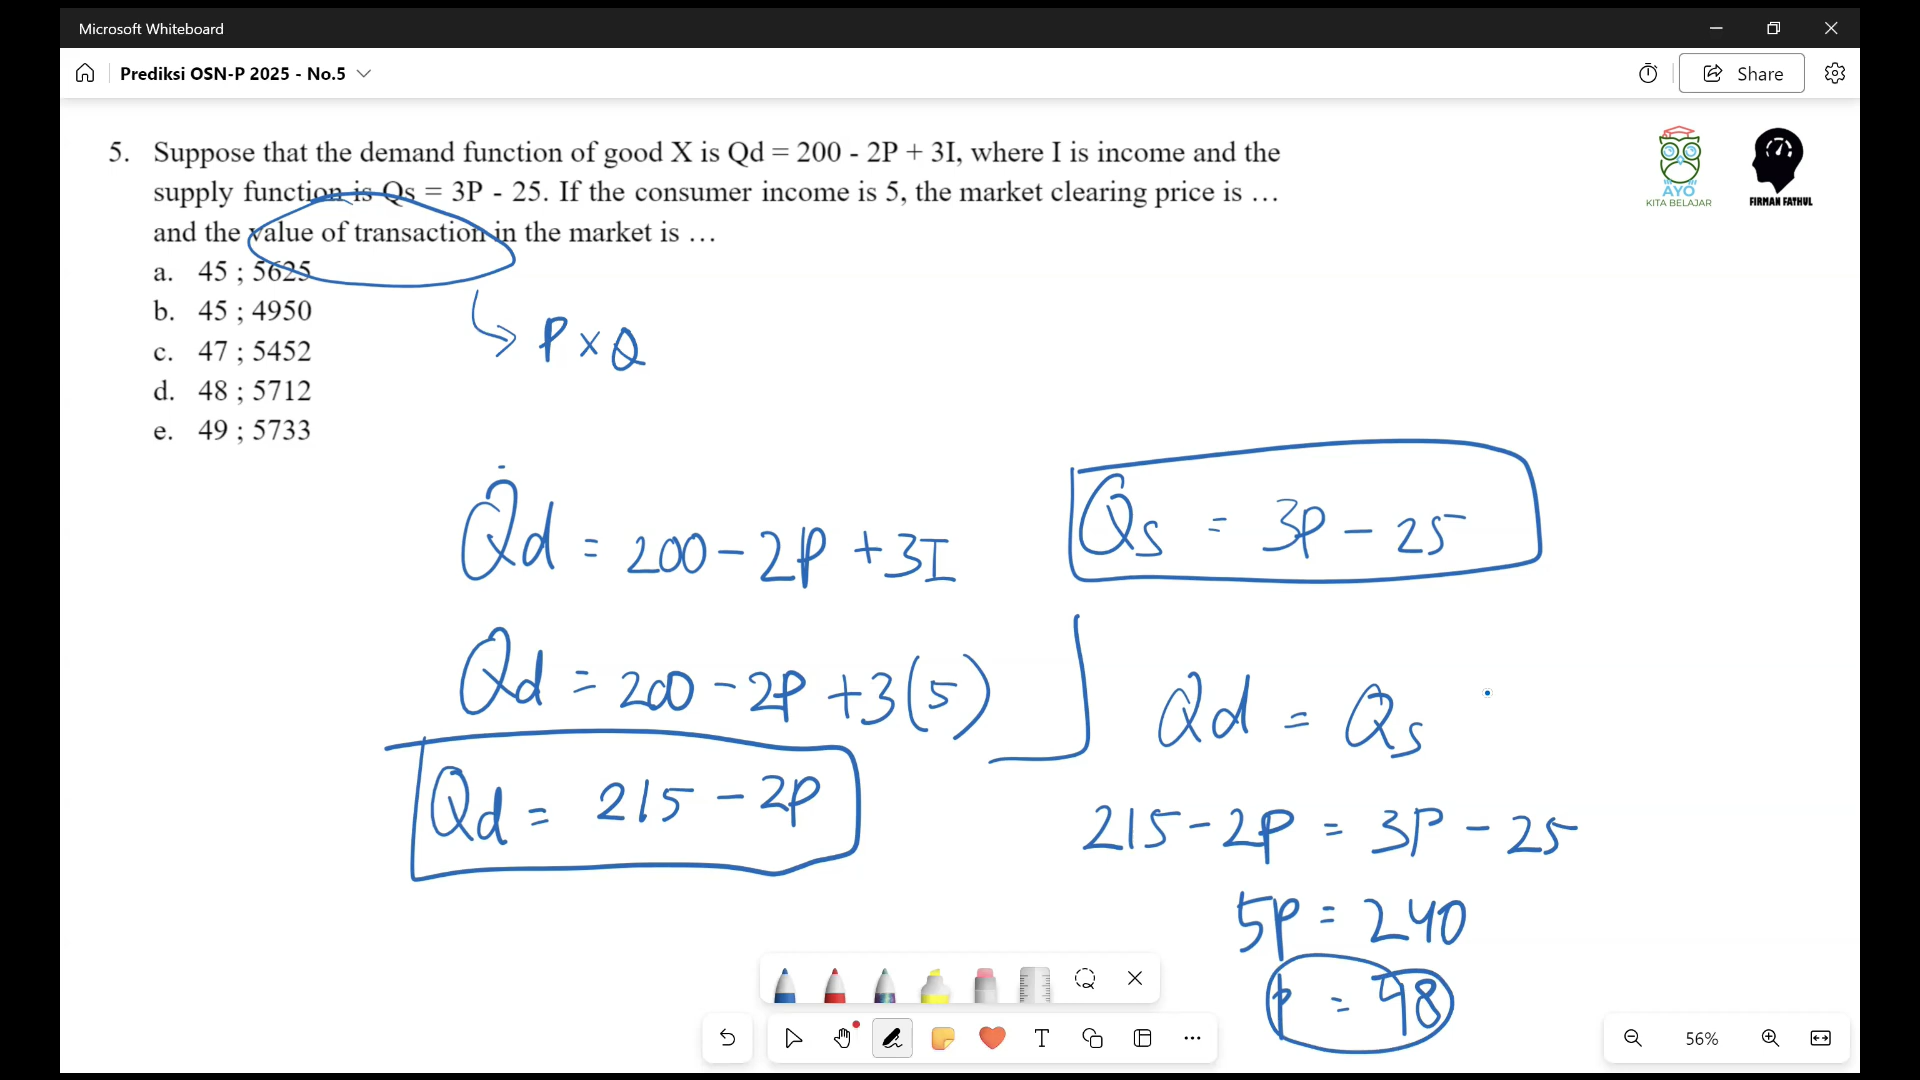 Microsoft Whiteboard
Prediksi OSN-P 2025 - No.5
Share
5. Suppose that the demand function of good X is Qd = 200 - 2P + 3I, where I is income and the
supply function is Qs = 3P - 25. If the consumer income is 5, the market clearing price is …
and the value of transaction in the market is …
a. 45 ; 5625
b. 45 ; 4950
c. 47 ; 5452
d. 48 ; 5712
e. 49 ; 5733
AYO
KITA BELAJAR
FIRMAN FATHUL
P x Q
Qd = 200 - 2P + 3I
Qs = 3P - 25
Qd = 200 - 2P + 3(5)
Qd = 215 - 2P
Qd = Qs
215 - 2P = 3P - 25
5P = 240
P = 48
T
56%